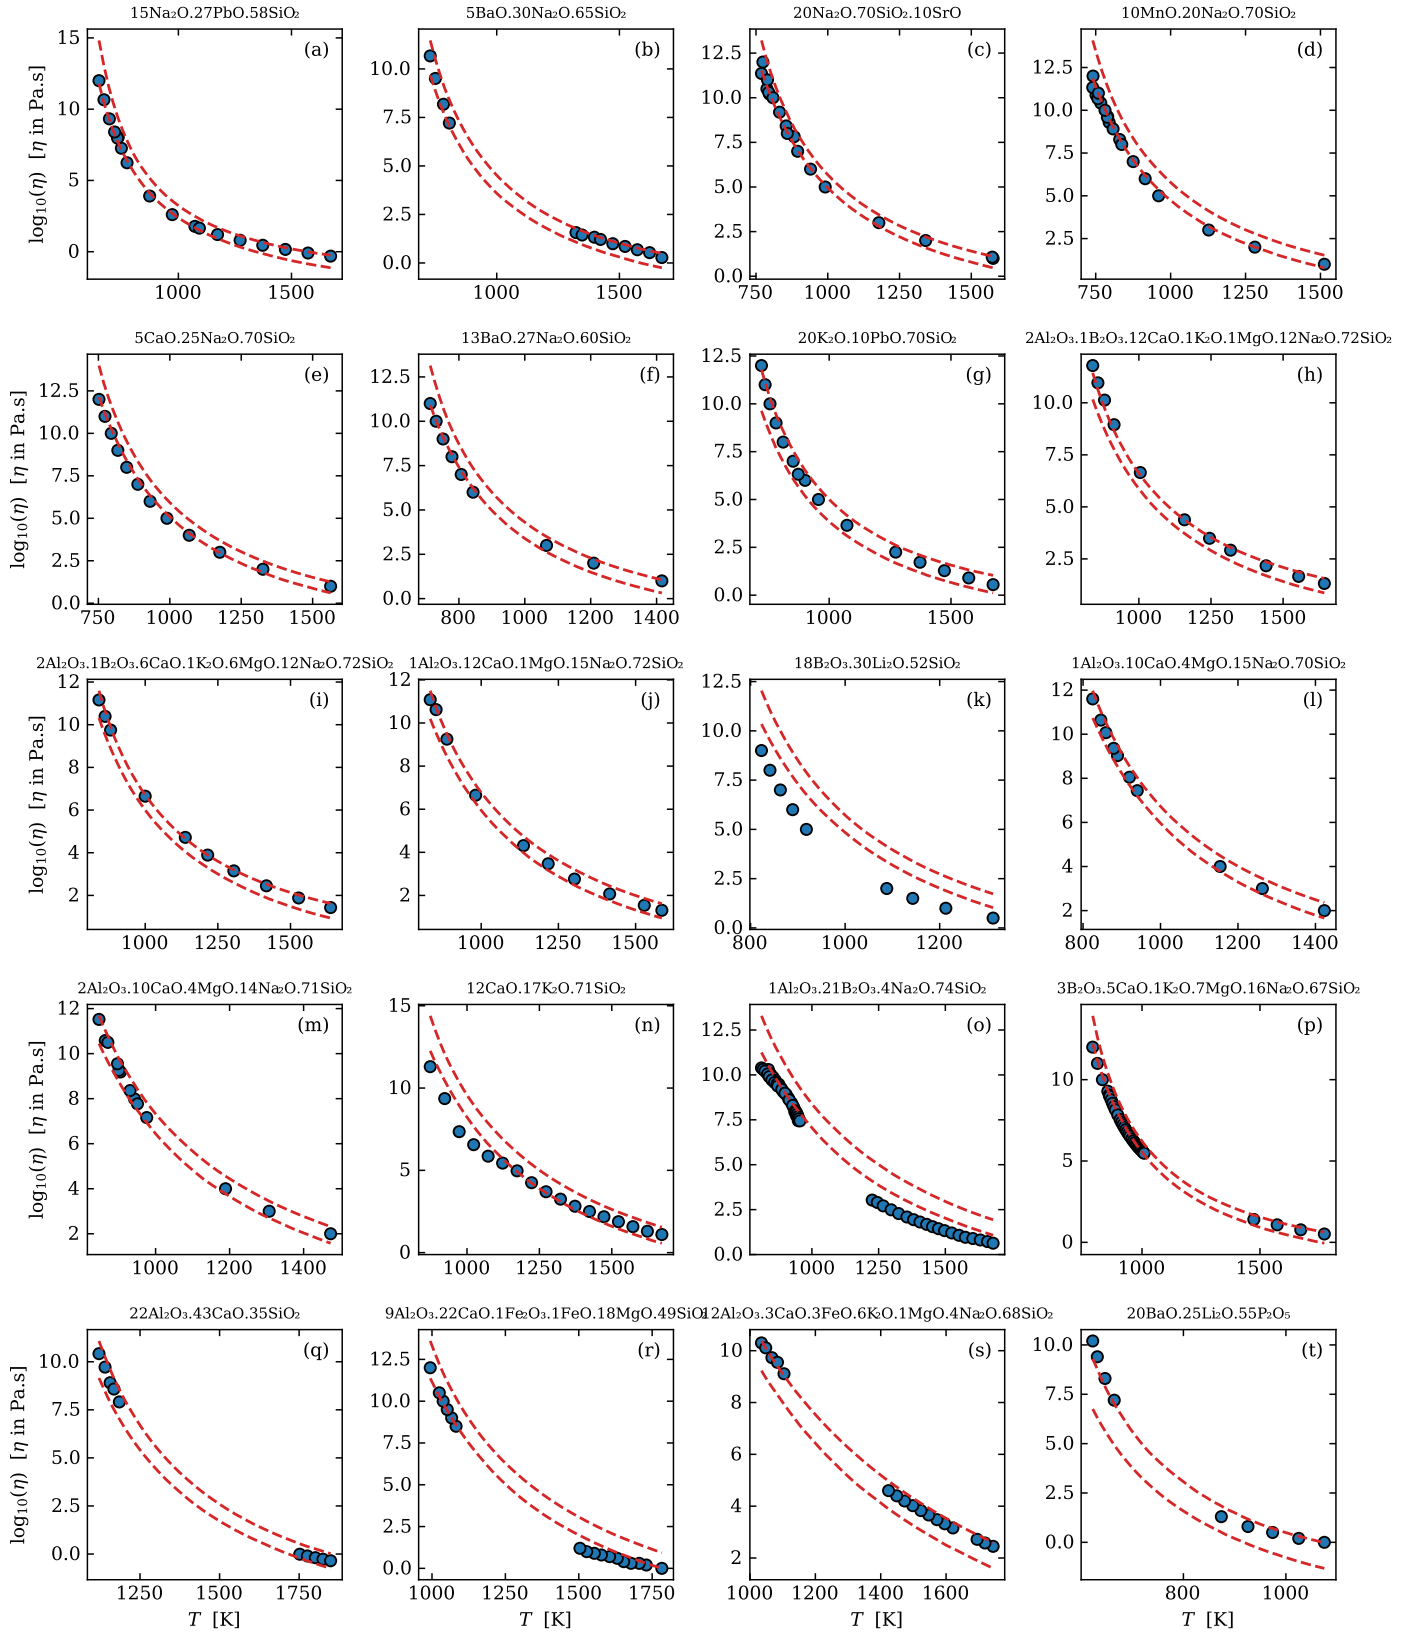 15Na₂O.27PbO.58SiO₂ 5BaO.30Na₂O.65SiO₂ 20Na₂O.70SiO₂.10SrO 10MnO.20Na₂O.70SiO₂
15 10 5 0
log₁₀(η) [η in Pa.s]
(a)
1000 1500
10.0 7.5 5.0 2.5 0.0
(b)
1000 1500
12.5 10.0 7.5 5.0 2.5 0.0
(c)
750 1000 1250 1500
12.5 10.0 7.5 5.0 2.5
(d)
750 1000 1250 1500
5CaO.25Na₂O.70SiO₂ 13BaO.27Na₂O.60SiO₂ 20K₂O.10PbO.70SiO₂ 2Al₂O₃.1B₂O₃.12CaO.1K₂O.1MgO.12Na₂O.72SiO₂
12.5 10.0 7.5 5.0 2.5 0.0
log₁₀(η) [η in Pa.s]
(e)
750 1000 1250 1500
12.5 10.0 7.5 5.0 2.5 0.0
(f)
800 1000 1200 1400
12.5 10.0 7.5 5.0 2.5 0.0
(g)
1000 1500
10.0 7.5 5.0 2.5
(h)
1000 1250 1500
2Al₂O₃.1B₂O₃.6CaO.1K₂O.6MgO.12Na₂O.72SiO₂ 1Al₂O₃.12CaO.1MgO.15Na₂O.72SiO₂ 18B₂O₃.30Li₂O.52SiO₂ 1Al₂O₃.10CaO.4MgO.15Na₂O.70SiO₂
12 10 8 6 4 2
log₁₀(η) [η in Pa.s]
(i)
1000 1250 1500
12 10 8 6 4 2
(j)
1000 1250 1500
12.5 10.0 7.5 5.0 2.5 0.0
(k)
800 1000 1200
12 10 8 6 4 2
(l)
800 1000 1200 1400
2Al₂O₃.10CaO.4MgO.14Na₂O.71SiO₂ 12CaO.17K₂O.71SiO₂ 1Al₂O₃.21B₂O₃.4Na₂O.74SiO₂ 3B₂O₃.5CaO.1K₂O.7MgO.16Na₂O.67SiO₂
12 10 8 6 4 2
log₁₀(η) [η in Pa.s]
(m)
1000 1200 1400
15 10 5 0
(n)
1000 1500
12.5 10.0 7.5 5.0 2.5 0.0
(o)
1000 1500
10 5 0
(p)
1000 1500
22Al₂O₃.43CaO.35SiO₂ 9Al₂O₃.22CaO.1Fe₂O₃.1FeO.18MgO.49SiO₂ 12Al₂O₃.3CaO.3FeO.6K₂O.1MgO.4Na₂O.68SiO₂ 20BaO.25Li₂O.55P₂O₅
10.0 7.5 5.0 2.5 0.0
log₁₀(η) [η in Pa.s]
(q)
1250 1500 1750
T [K]
12.5 10.0 7.5 5.0 2.5 0.0
(r)
1000 1250 1500 1750
T [K]
10 8 6 4 2
(s)
1000 1200 1400 1600
T [K]
10.0 7.5 5.0 2.5 0.0
(t)
800 1000
T [K]